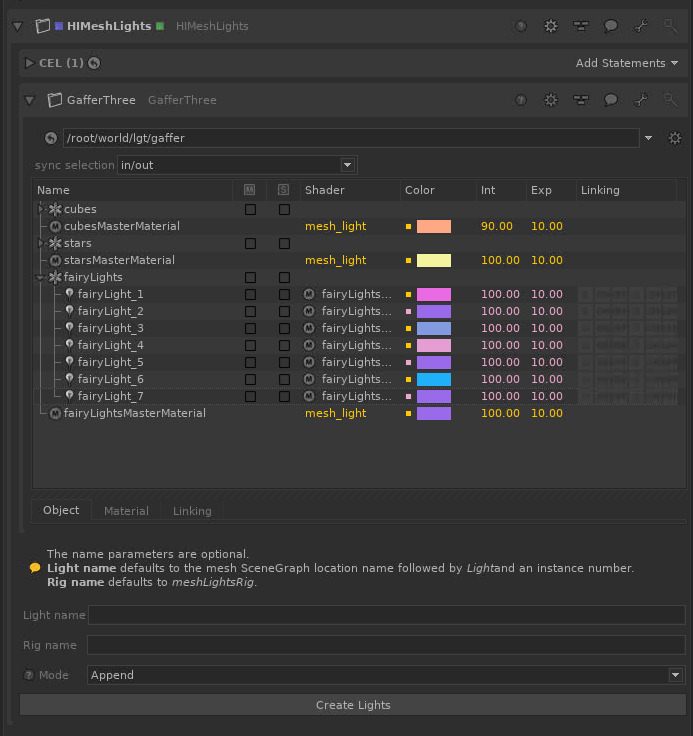 HIMeshLights HIMeshLights
CEL (1) Add Statements
GafferThree GafferThree
/root/world/lgt/gaffer
sync selection in/out
Name M S Shader Color Int Exp Linking
cubes
cubesMasterMaterial mesh_light 90.00 10.00
stars
starsMasterMaterial mesh_light 100.00 10.00
fairyLights
fairyLight_1 M fairyLights... 100.00 10.00
fairyLight_2 M fairyLights... 100.00 10.00
fairyLight_3 M fairyLights... 100.00 10.00
fairyLight_4 M fairyLights... 100.00 10.00
fairyLight_5 M fairyLights... 100.00 10.00
fairyLight_6 M fairyLights... 100.00 10.00
fairyLight_7 M fairyLights... 100.00 10.00
M fairyLightsMasterMaterial mesh_light 100.00 10.00
Object Material Linking
The name parameters are optional.
Light name defaults to the mesh SceneGraph location name followed by Lightand an instance number.
Rig name defaults to meshLightsRig.
Light name
Rig name
? Mode Append
Create Lights